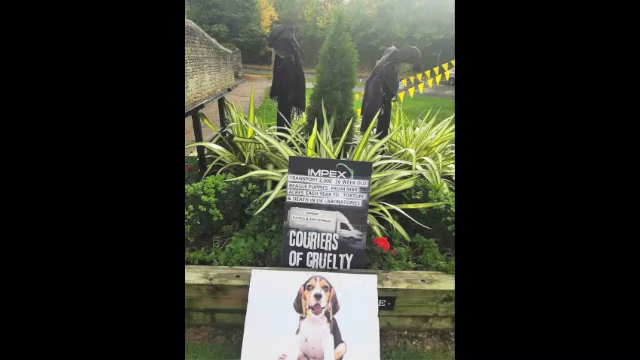 IMPEX
TRANSPORT 2,000, 16 WEEK OLD
BEAGLE PUPPIES FROM MBR
ACRES EACH YEAR TO TORTURE
& DEATH IN UK LABORATORIES
COURIERS
OF CRUELTY